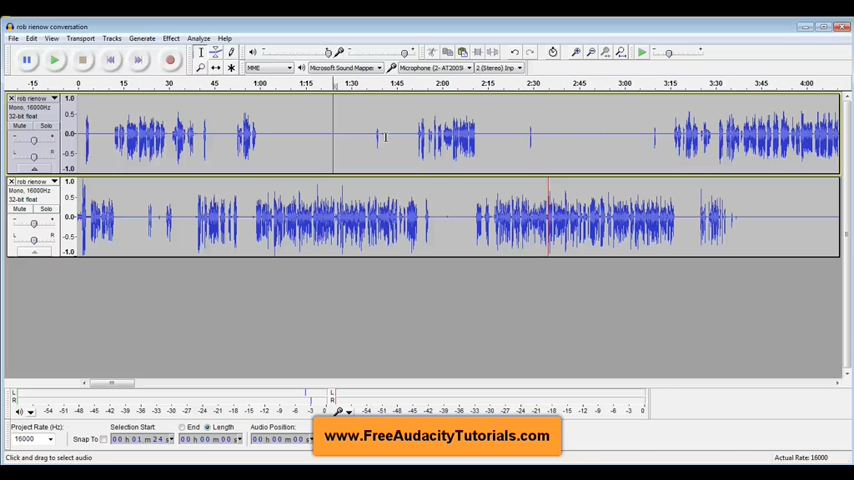 rob rienow conversation
File Edit View Transport Tracks Generate Effect Analyze Help
MME Microsoft Sound Mapper Microphone (2- AT2005 2 (Stereo) Inp
-15 0 15 30 45 1:00 1:15 1:30 1:45 2:00 2:15 2:30 2:45 3:00 3:15 3:30 3:45 4:00
rob rienow 1.0
Mono, 16000Hz
32-bit float 0.5
Mute Solo
- + 0.0
L R -0.5
-1.0
rob rienow 1.0
Mono, 16000Hz
32-bit float 0.5
Mute Solo
- + 0.0
L R -0.5
-1.0
L L
R R
-54 -51 -48 -45 -42 -39 -36 -33 -30 -27 -24 -21 -18 -15 -12 -9 -6 -3 0 -54 -51 -48 -45 -42 -39 -36 -33 -30 -27 -24 -21 -18 -15 -12 -9 -6 -3 0
Project Rate (Hz): Selection Start: End Length Audio Position:
16000 Snap To 00 h 01 m 24 s 00 h 00 m 00 s 00 h 00 m 00 s
www.FreeAudacityTutorials.com
Click and drag to select audio Actual Rate: 16000